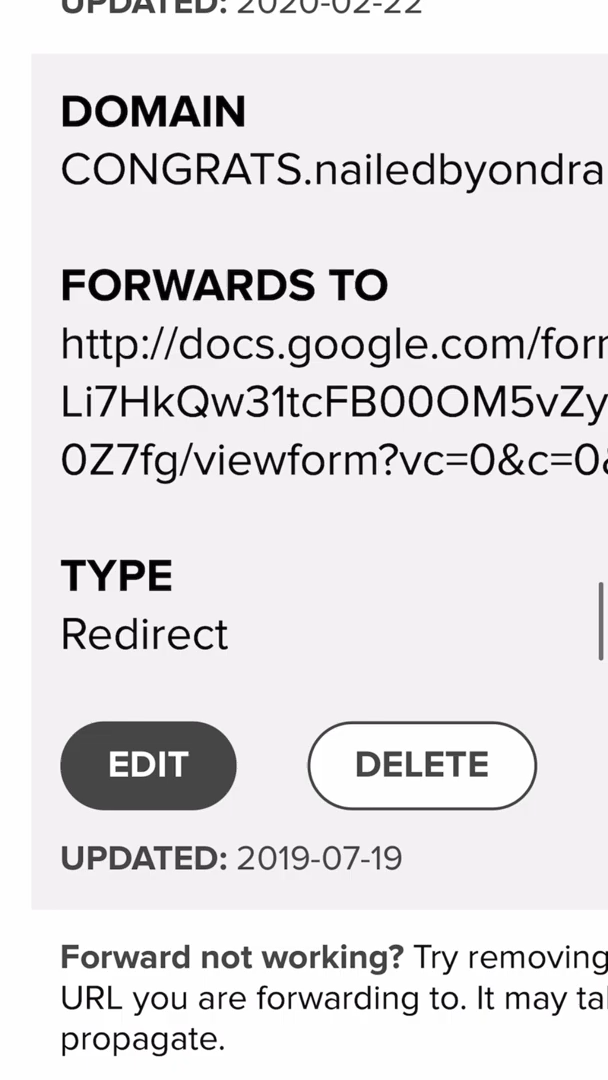 UPDATED: 2020-02-22
DOMAIN
CONGRATS.nailedbyondra
FORWARDS TO
http://docs.google.com/forr
Li7HkQw31tcFB00OM5vZy
0Z7fg/viewform?vc=0&c=0&
TYPE
Redirect
EDIT
DELETE
UPDATED: 2019-07-19
Forward not working? Try removing
URL you are forwarding to. It may tal
propagate.